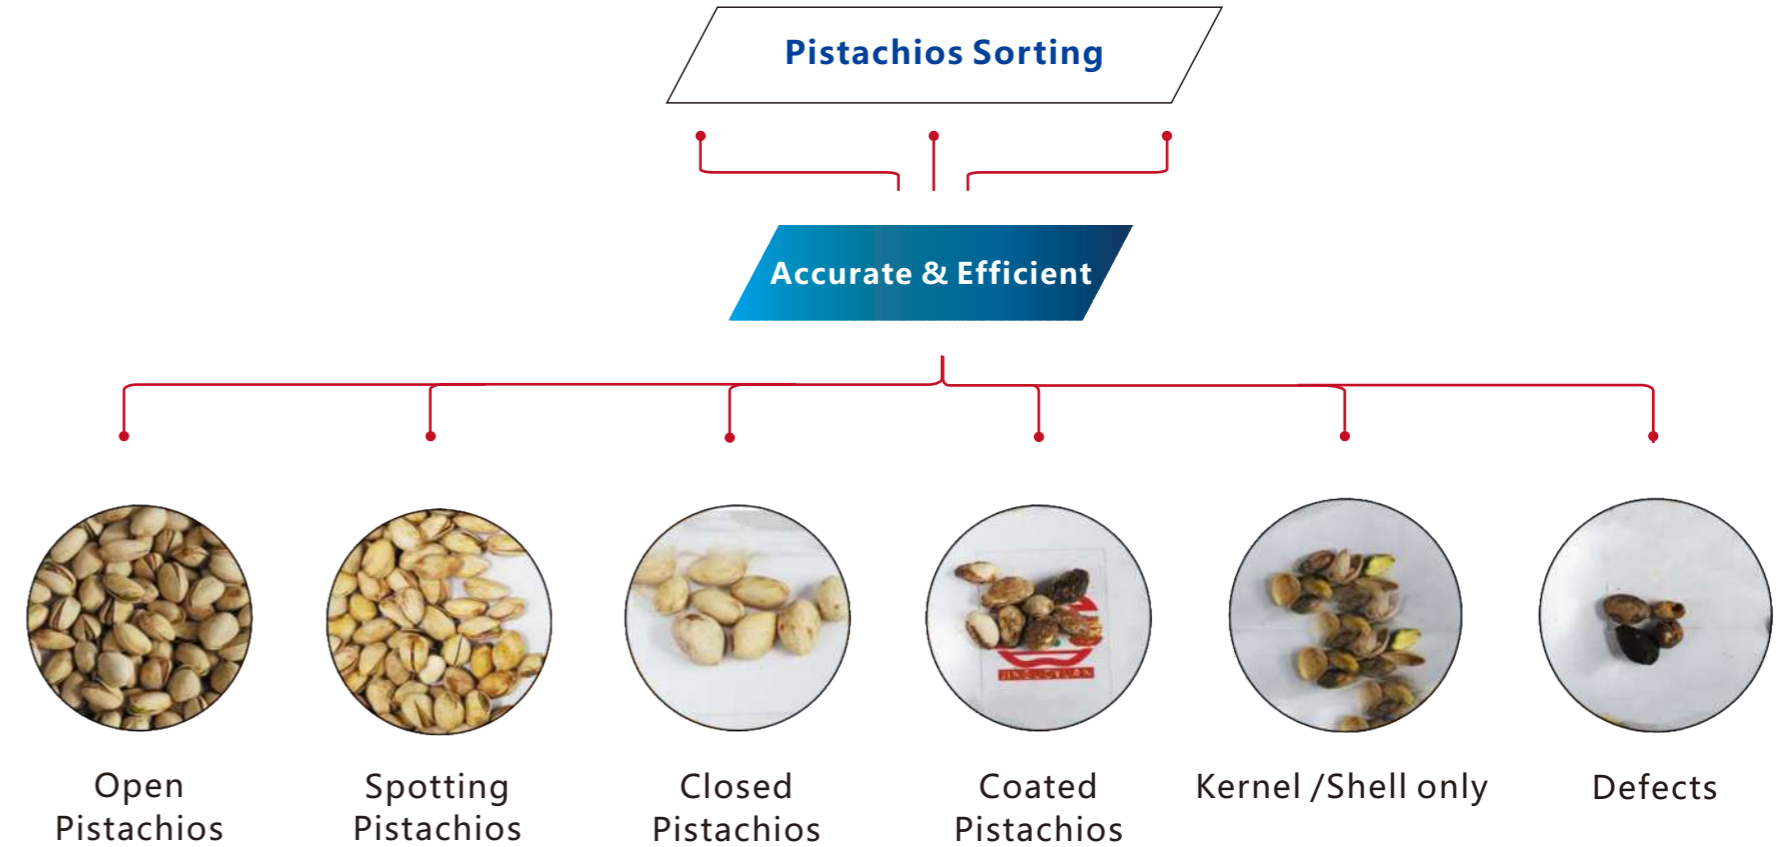 Pistachios Sorting
Accurate & Efficient
Open
Pistachios
Spotting
Pistachios
Closed
Pistachios
Coated
Pistachios
Kernel /Shell only
Defects